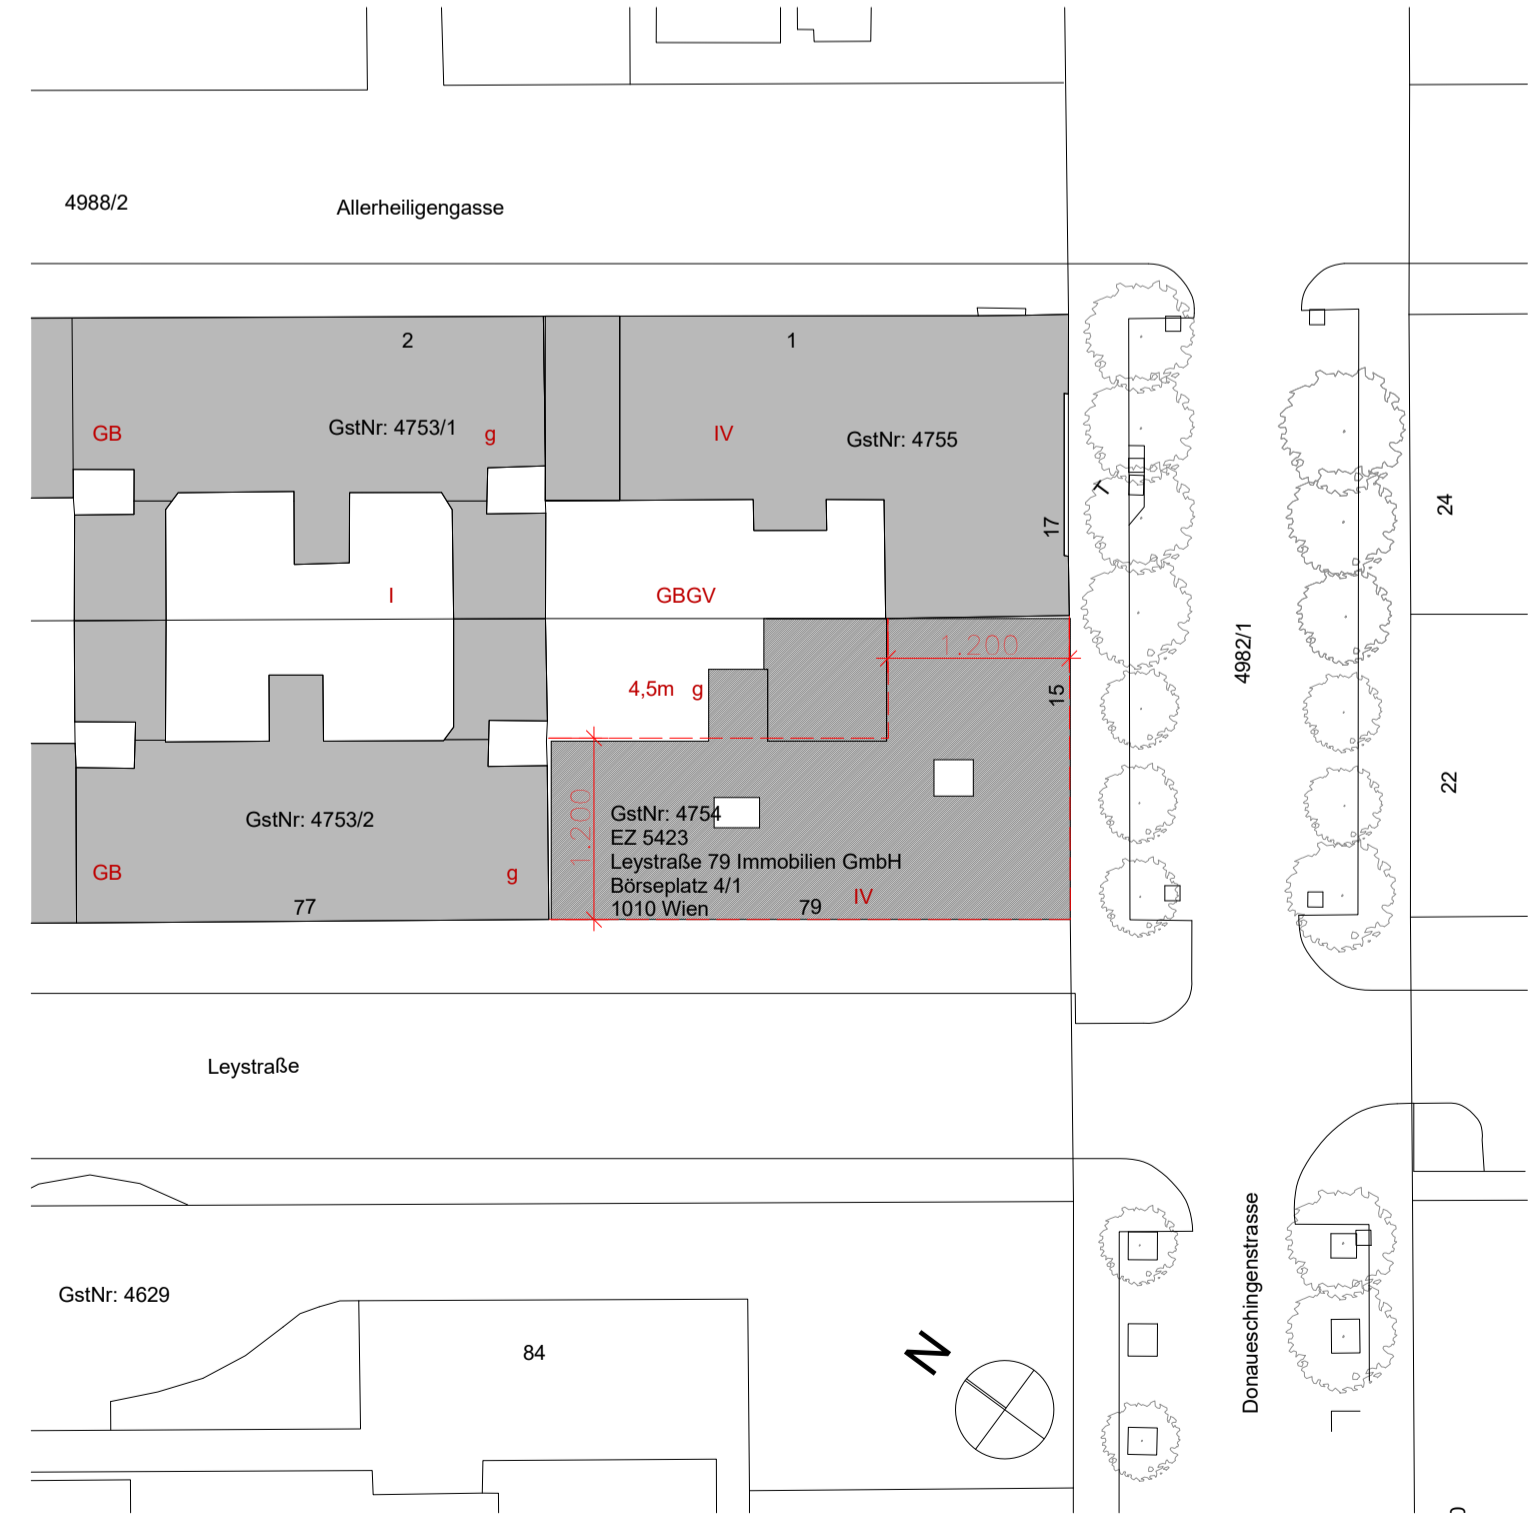 4988/2
Allerheiligengasse
2
1
GB
GstNr: 4753/1
g
IV
GstNr: 4755
T
17
24
I
GBGV
1.200
4982/1
4,5m g
15
22
1.200
GstNr: 4753/2
GstNr: 4754
EZ 5423
Leystraße 79 Immobilien GmbH
Börseplatz 4/1
1010 Wien
79
IV
GB
g
77
Leystraße
Donaueschingenstrasse
GstNr: 4629
84
N